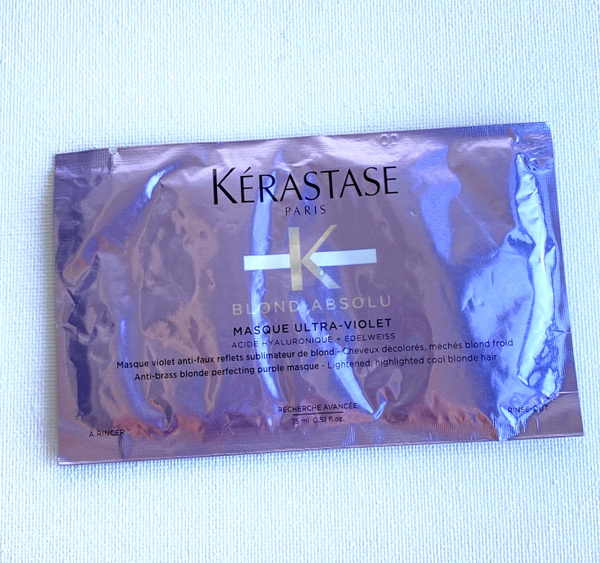 KÉRASTASE
PARIS
K
BLOND ABSOLU
MASQUE ULTRA-VIOLET
ACIDE HYALURONIQUE + EDELWEISS
Masque violet anti-faux reflets sublimateur de blond - Cheveux décolorés, méchés blond froid
Anti-brass blonde perfecting purple masque - Lightened, highlighted cool blonde hair
RECHERCHE AVANCÉE
15 ml 0.51 fl.oz.
À RINCER
RINSE-OUT